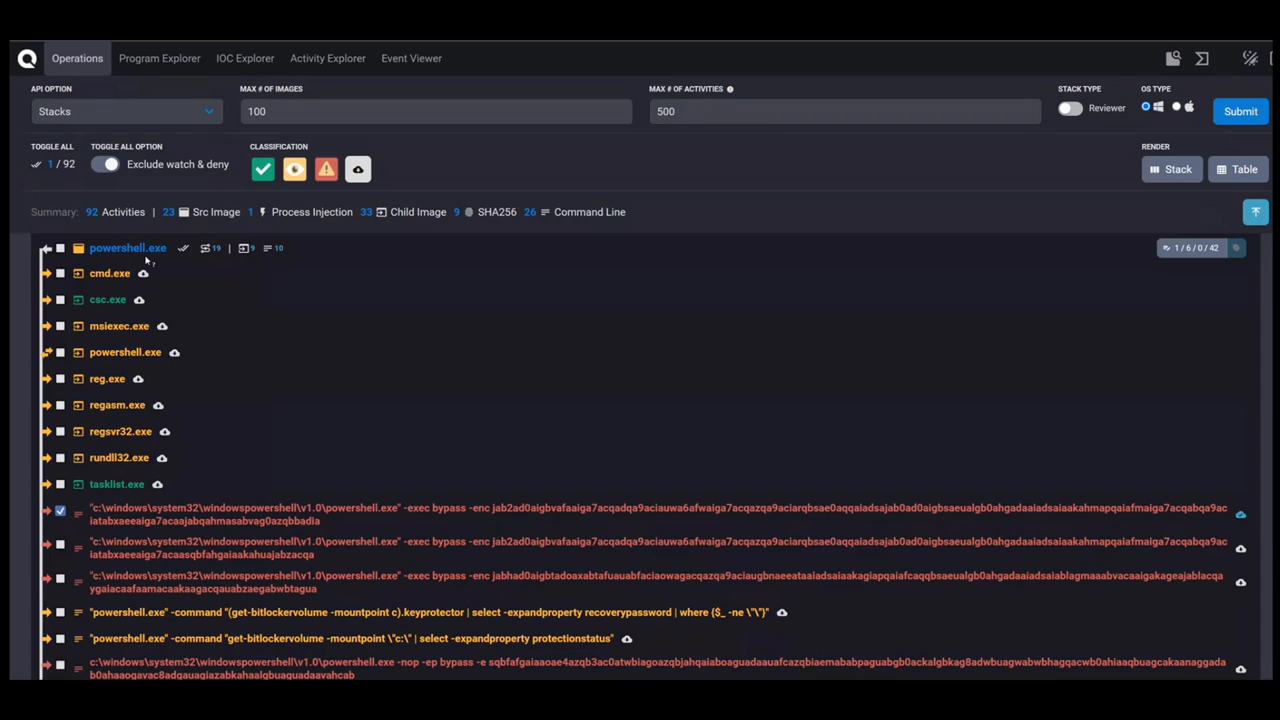 Operations Program Explorer IOC Explorer Activity Explorer Event Viewer
API OPTION MAX # OF IMAGES MAX # OF ACTIVITIES STACK TYPE OS TYPE
Stacks 100 500 Reviewer Submit
TOGGLE ALL TOGGLE ALL OPTION CLASSIFICATION RENDER
1 / 92 Exclude watch & deny Stack Table
Summary: 92 Activities | 23 Src Image 1 Process Injection 33 Child Image 9 SHA256 26 Command Line
powershell.exe 19 | 9 10 1 / 6 / 0 / 42
cmd.exe
csc.exe
msiexec.exe
powershell.exe
reg.exe
regasm.exe
regsvr32.exe
rundll32.exe
tasklist.exe
"c:\windows\system32\windowspowershell\v1.0\powershell.exe" -exec bypass -enc
"c:\windows\system32\windowspowershell\v1.0\powershell.exe" -exec bypass -enc
"c:\windows\system32\windowspowershell\v1.0\powershell.exe" -exec bypass -enc
"powershell.exe" -command "(get-bitlockervolume -mountpoint c).keyprotector | select -expandproperty recoverypassword | where {$_ -ne \"\"}"
"powershell.exe" -command "get-bitlockervolume -mountpoint \"c:\" | select -expandproperty protectionstatus"
c:\windows\system32\windowspowershell\v1.0\powershell.exe -nop -ep bypass -e